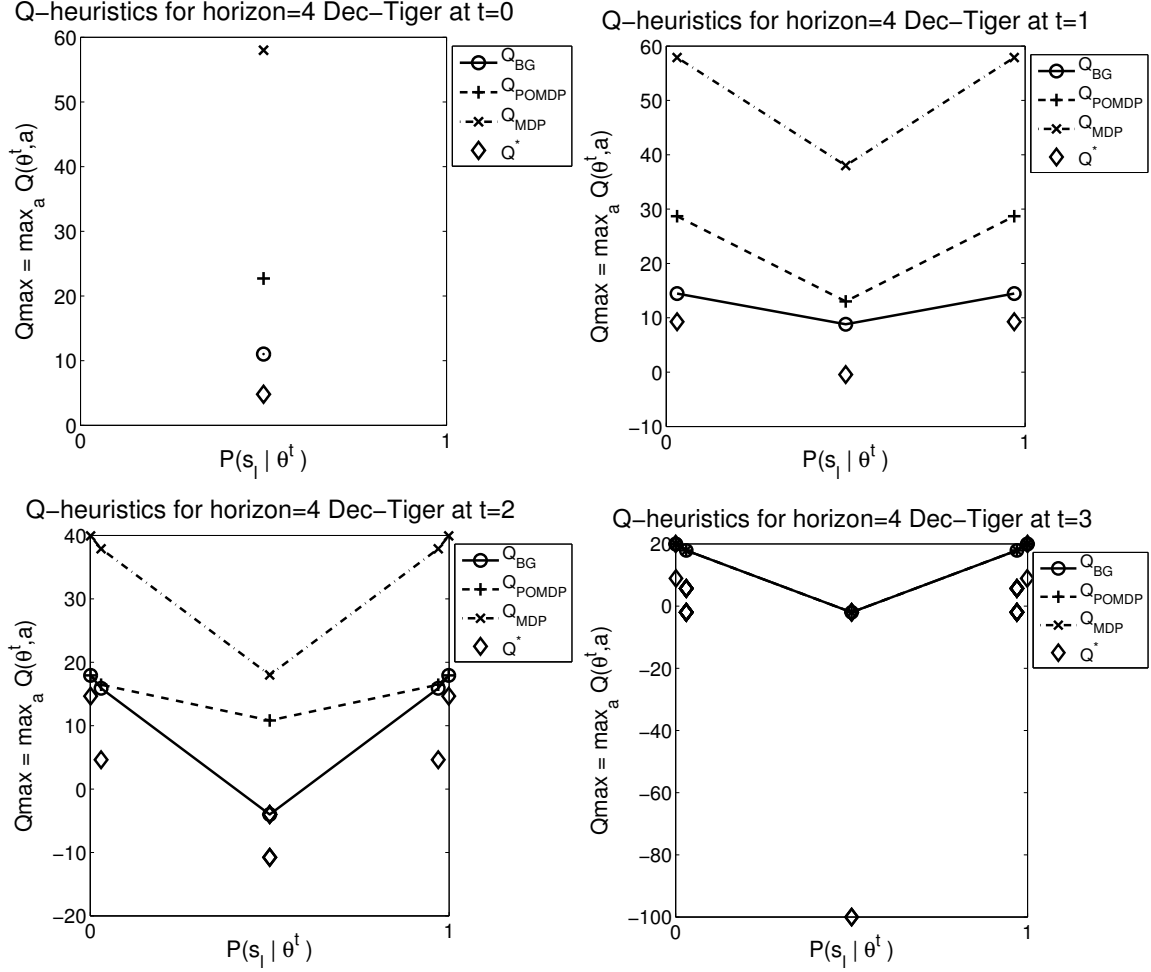 Q-heuristics for horizon=4 Dec-Tiger at t=0
Qmax = max_a Q(θ^t,a)
60
50
40
30
20
10
0
0
1
P(s_l | θ^t )
Q_BG
Q_POMDP
Q_MDP
Q^*
Q-heuristics for horizon=4 Dec-Tiger at t=1
Qmax = max_a Q(θ^t,a)
60
50
40
30
20
10
0
-10
0
1
P(s_l | θ^t )
Q_BG
Q_POMDP
Q_MDP
Q^*
Q-heuristics for horizon=4 Dec-Tiger at t=2
Qmax = max_a Q(θ^t,a)
40
30
20
10
0
-10
-20
0
1
P(s_l | θ^t )
Q_BG
Q_POMDP
Q_MDP
Q^*
Q-heuristics for horizon=4 Dec-Tiger at t=3
Qmax = max_a Q(θ^t,a)
20
0
-20
-40
-60
-80
-100
0
1
P(s_l | θ^t )
Q_BG
Q_POMDP
Q_MDP
Q^*